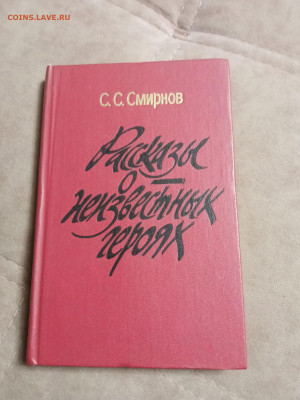 COINS.LAVE.RU
С. С. Смирнов
Рассказы
о
неизвестных
героях